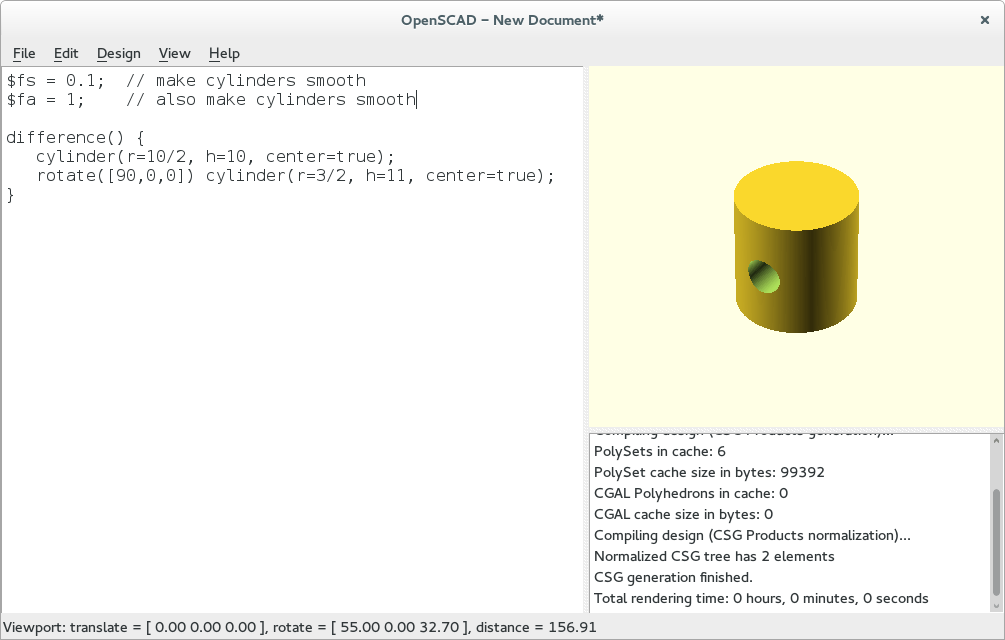 OpenSCAD – New Document*
×
File Edit Design View Help
$fs = 0.1;  // make cylinders smooth
$fa = 1;    // also make cylinders smooth
difference() {
   cylinder(r=10/2, h=10, center=true);
   rotate([90,0,0]) cylinder(r=3/2, h=11, center=true);
}
Compiling design (CSG Products generation)...
PolySets in cache: 6
PolySet cache size in bytes: 99392
CGAL Polyhedrons in cache: 0
CGAL cache size in bytes: 0
Compiling design (CSG Products normalization)...
Normalized CSG tree has 2 elements
CSG generation finished.
Total rendering time: 0 hours, 0 minutes, 0 seconds
Viewport: translate = [ 0.00 0.00 0.00 ], rotate = [ 55.00 0.00 32.70 ], distance = 156.91